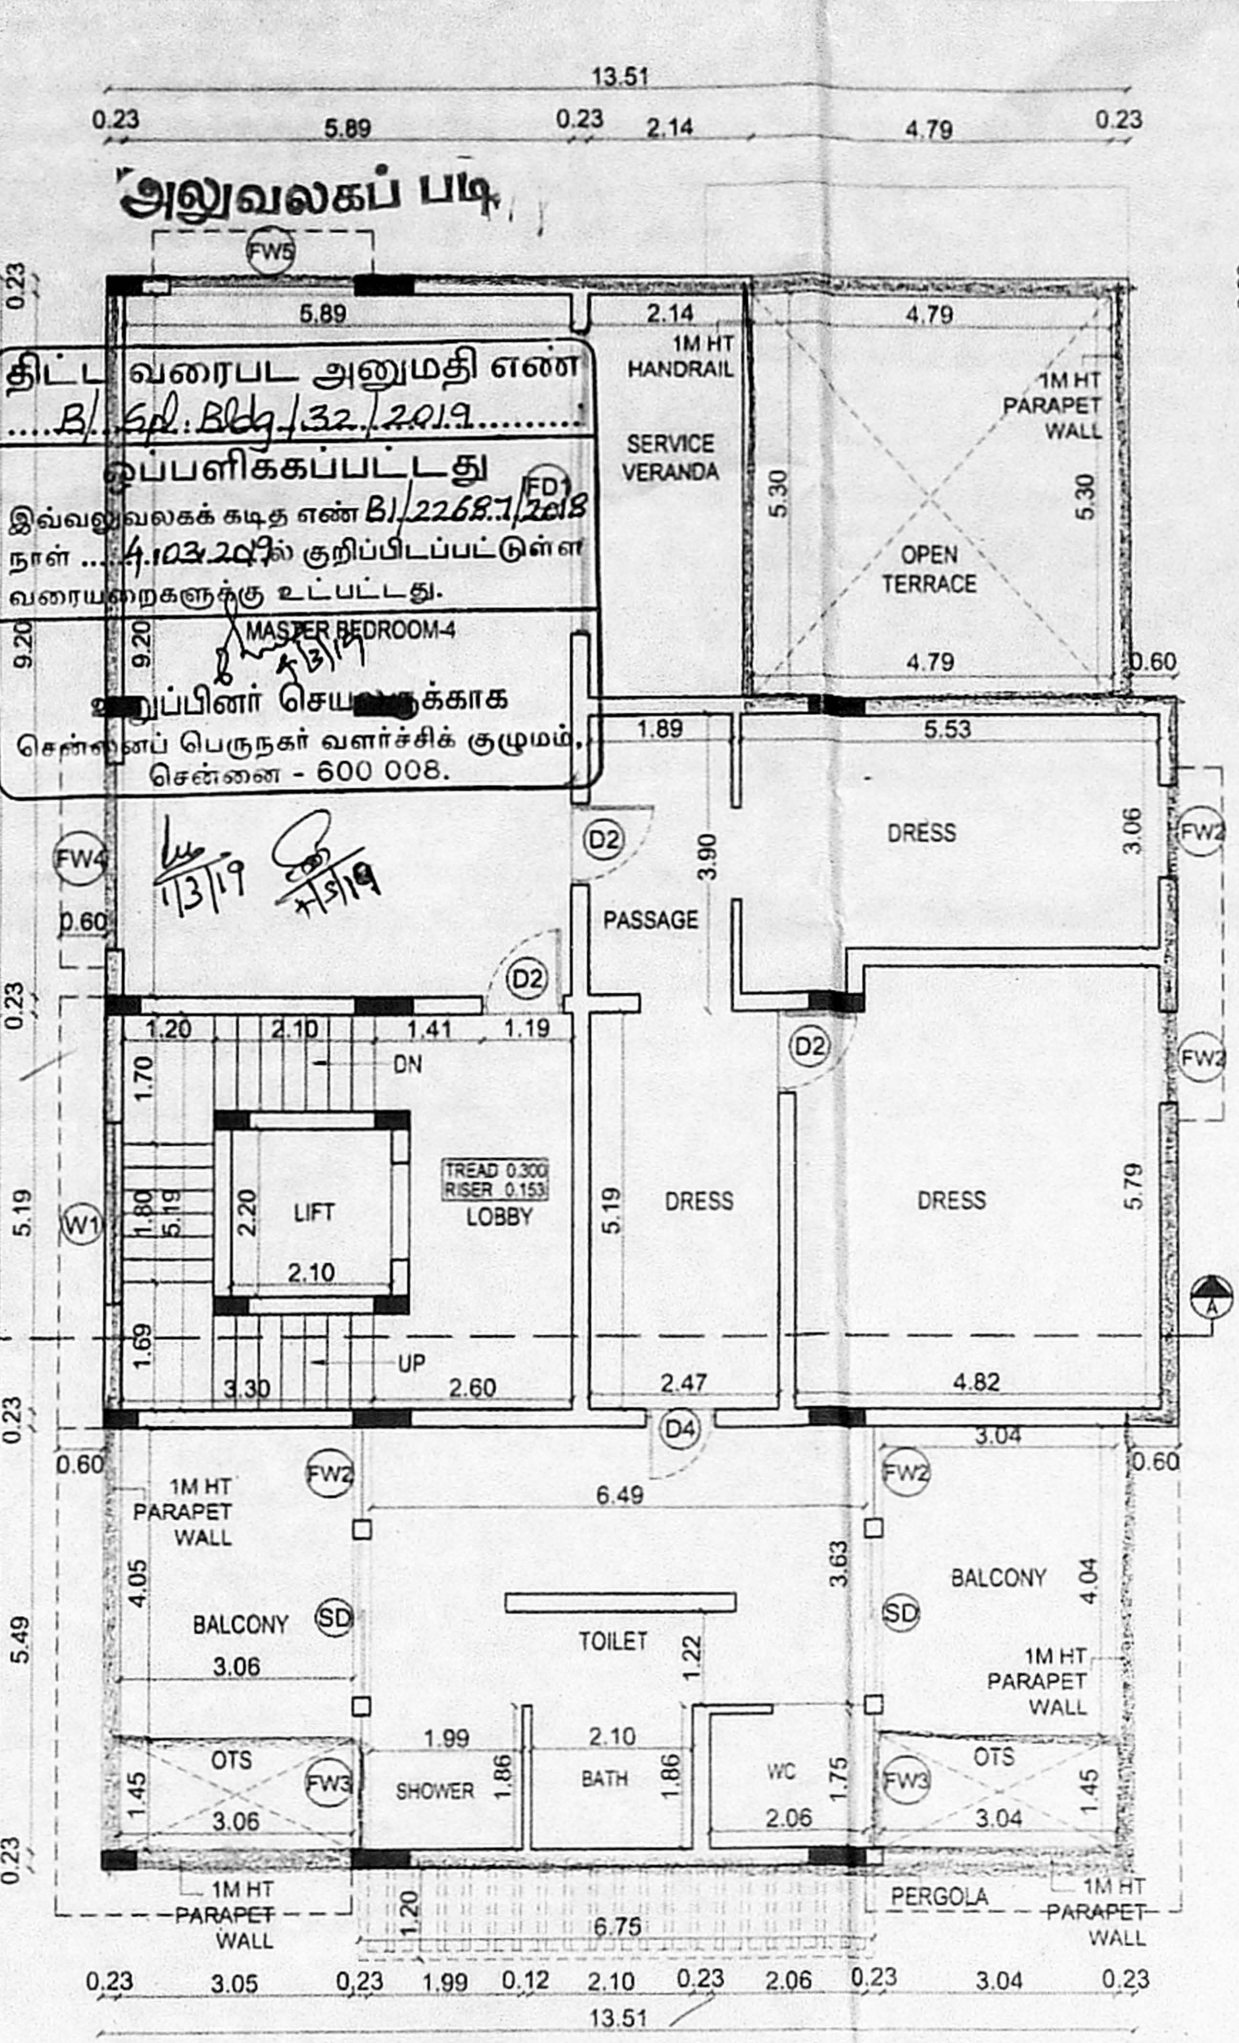 13.51
0.23 5.89 0.23 2.14 4.79 0.23
அலுவலகப் படி
FW5
0.23
5.89 2.14 4.79
1M HT
HANDRAIL
1M HT
PARAPET
WALL
திட்ட வரைபட அனுமதி எண்
B/ Spl. Bldg /32 / 2019
ஒப்பளிக்கப்பட்டது
FD1
இவ்வலுவலகக் கடித எண் B1/22687/2018
நாள் 4.03.2019ல் குறிப்பிடப்பட்டுள்ள
வரையறைகளுக்கு உட்பட்டது.
SERVICE
VERANDA
5.30
5.30
OPEN
TERRACE
9.20
9.20
MASTER BEDROOM-4
4/3/19
உறுப்பினர் செயலருக்காக
சென்னைப் பெருநகர் வளர்ச்சிக் குழுமம்,
சென்னை - 600 008.
4.79 0.60
1.89 5.53
FW4
1/3/19
D2
3.90
DRESS
3.06
FW2
0.60
PASSAGE
D2
0.23
1.20 2.10 1.41 1.19
D2
FW2
DN
1.70
TREAD 0.300
RISER 0.153
LOBBY
5.19
W1
1.80
5.19
2.20
LIFT
2.10
5.19
DRESS
DRESS
5.79
A
1.69
UP
3.30 2.60 2.47 4.82
0.23
D4
3.04
0.60
0.60
1M HT
PARAPET
WALL
FW2
6.49
FW2
4.05
3.63
BALCONY
4.04
5.49
BALCONY
SD
TOILET
1.22
SD
3.06
1M HT
PARAPET
WALL
OTS
FW3
1.45
3.06
1.99
SHOWER
1.86
2.10
BATH
1.86
WC
1.75
2.06
FW3
OTS
3.04
1.45
0.23
1M HT
PARAPET
WALL
1.20
6.75
PERGOLA
1M HT
PARAPET
WALL
0.23 3.05 0.23 1.99 0.12 2.10 0.23 2.06 0.23 3.04 0.23
13.51